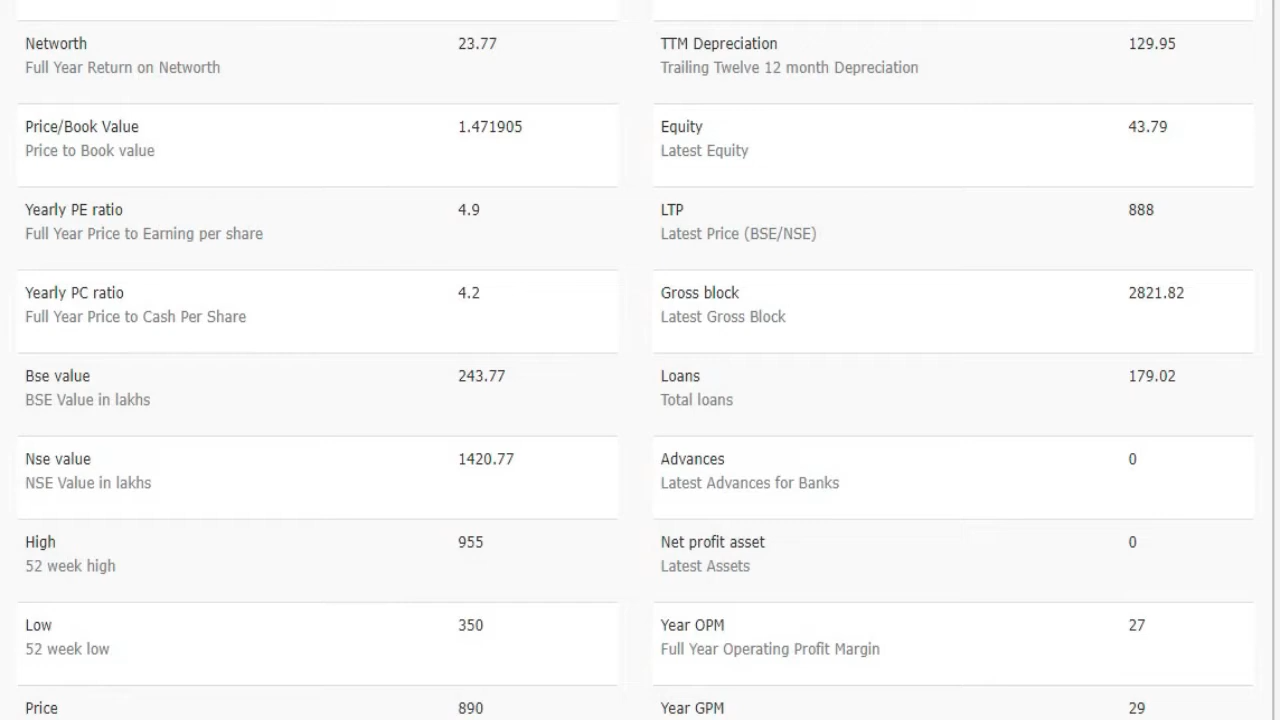 Networth 23.77
Full Year Return on Networth
Price/Book Value 1.471905
Price to Book value
Yearly PE ratio 4.9
Full Year Price to Earning per share
Yearly PC ratio 4.2
Full Year Price to Cash Per Share
Bse value 243.77
BSE Value in lakhs
Nse value 1420.77
NSE Value in lakhs
High 955
52 week high
Low 350
52 week low
Price 890
TTM Depreciation 129.95
Trailing Twelve 12 month Depreciation
Equity 43.79
Latest Equity
LTP 888
Latest Price (BSE/NSE)
Gross block 2821.82
Latest Gross Block
Loans 179.02
Total loans
Advances 0
Latest Advances for Banks
Net profit asset 0
Latest Assets
Year OPM 27
Full Year Operating Profit Margin
Year GPM 29